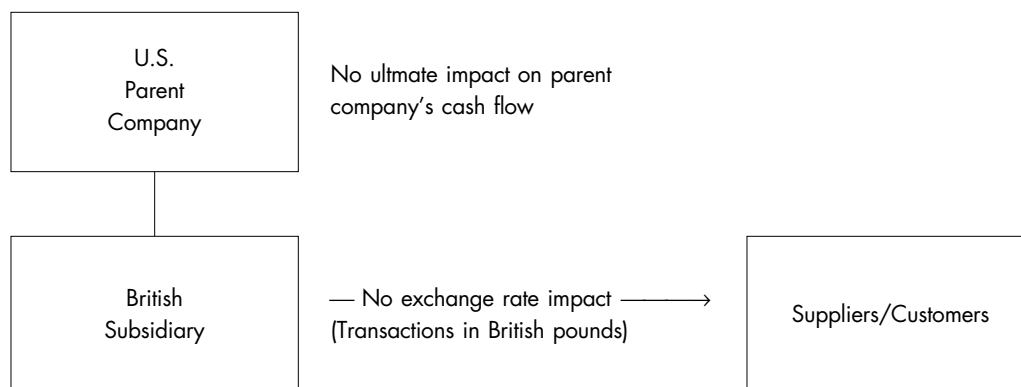 U.S.
Parent
Company
No ultmate impact on parent
company's cash flow
British
Subsidiary
No exchange rate impact
(Transactions in British pounds)
Suppliers/Customers